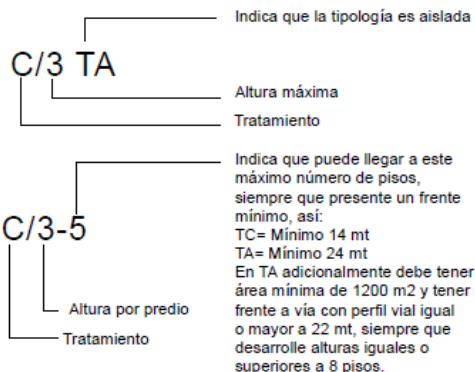 Indica que la tipología es aislada
C/3 TA
Altura máxima
Tratamiento
Indica que puede llegar a este
máximo número de pisos,
siempre que presente un frente
mínimo, así:
TC= Mínimo 14 mt
TA= Mínimo 24 mt
En TA adicionalmente debe tener
área mínima de 1200 m2 y tener
frente a vía con perfil vial igual
o mayor a 22 mt, siempre que
desarrolle alturas iguales o
superiores a 8 pisos.
C/3-5
Altura por predio
Tratamiento